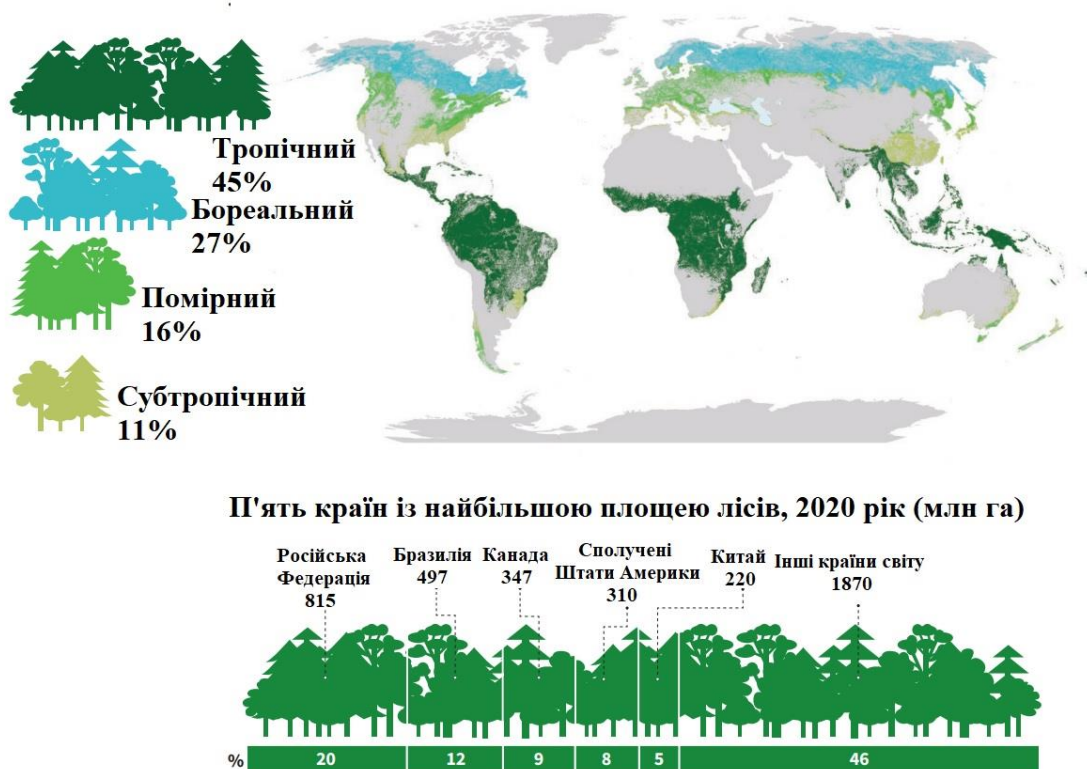 Тропічний
45%
Бореальний
27%
Помірний
16%
Субтропічний
11%
П'ять країн із найбільшою площею лісів, 2020 рік (млн га)
Російська
Федерація
815
Бразилія
497
Канада
347
Сполучені
Штати Америки
310
Китай
220
Інші країни світу
1870
% 20 12 9 8 5 46